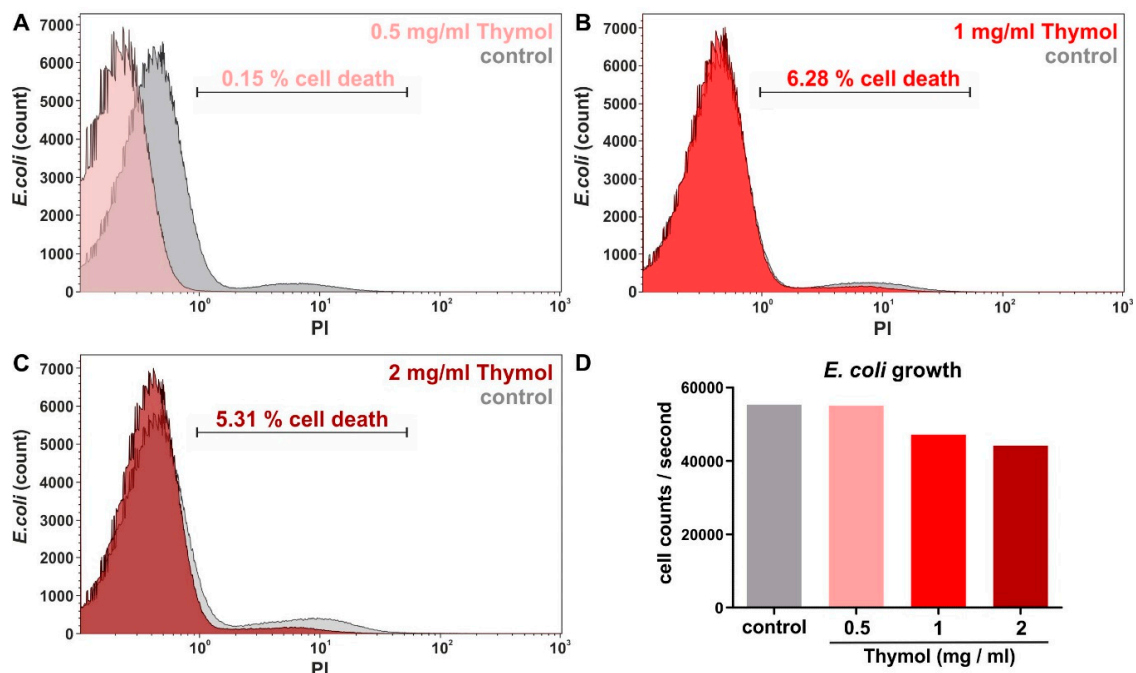 A
0.5 mg/ml Thymol
control
0.15 % cell death
E.coli (count)
7000
6000
5000
4000
3000
2000
1000
0
10⁰
10¹
10²
10³
PI
B
1 mg/ml Thymol
control
6.28 % cell death
E.coli (count)
7000
6000
5000
4000
3000
2000
1000
0
10⁰
10¹
10²
10³
PI
C
2 mg/ml Thymol
control
5.31 % cell death
E.coli (count)
7000
6000
5000
4000
3000
2000
1000
0
10⁰
10¹
10²
10³
PI
D
E. coli growth
cell counts / second
60000
40000
20000
0
control
0.5
1
2
Thymol (mg / ml)